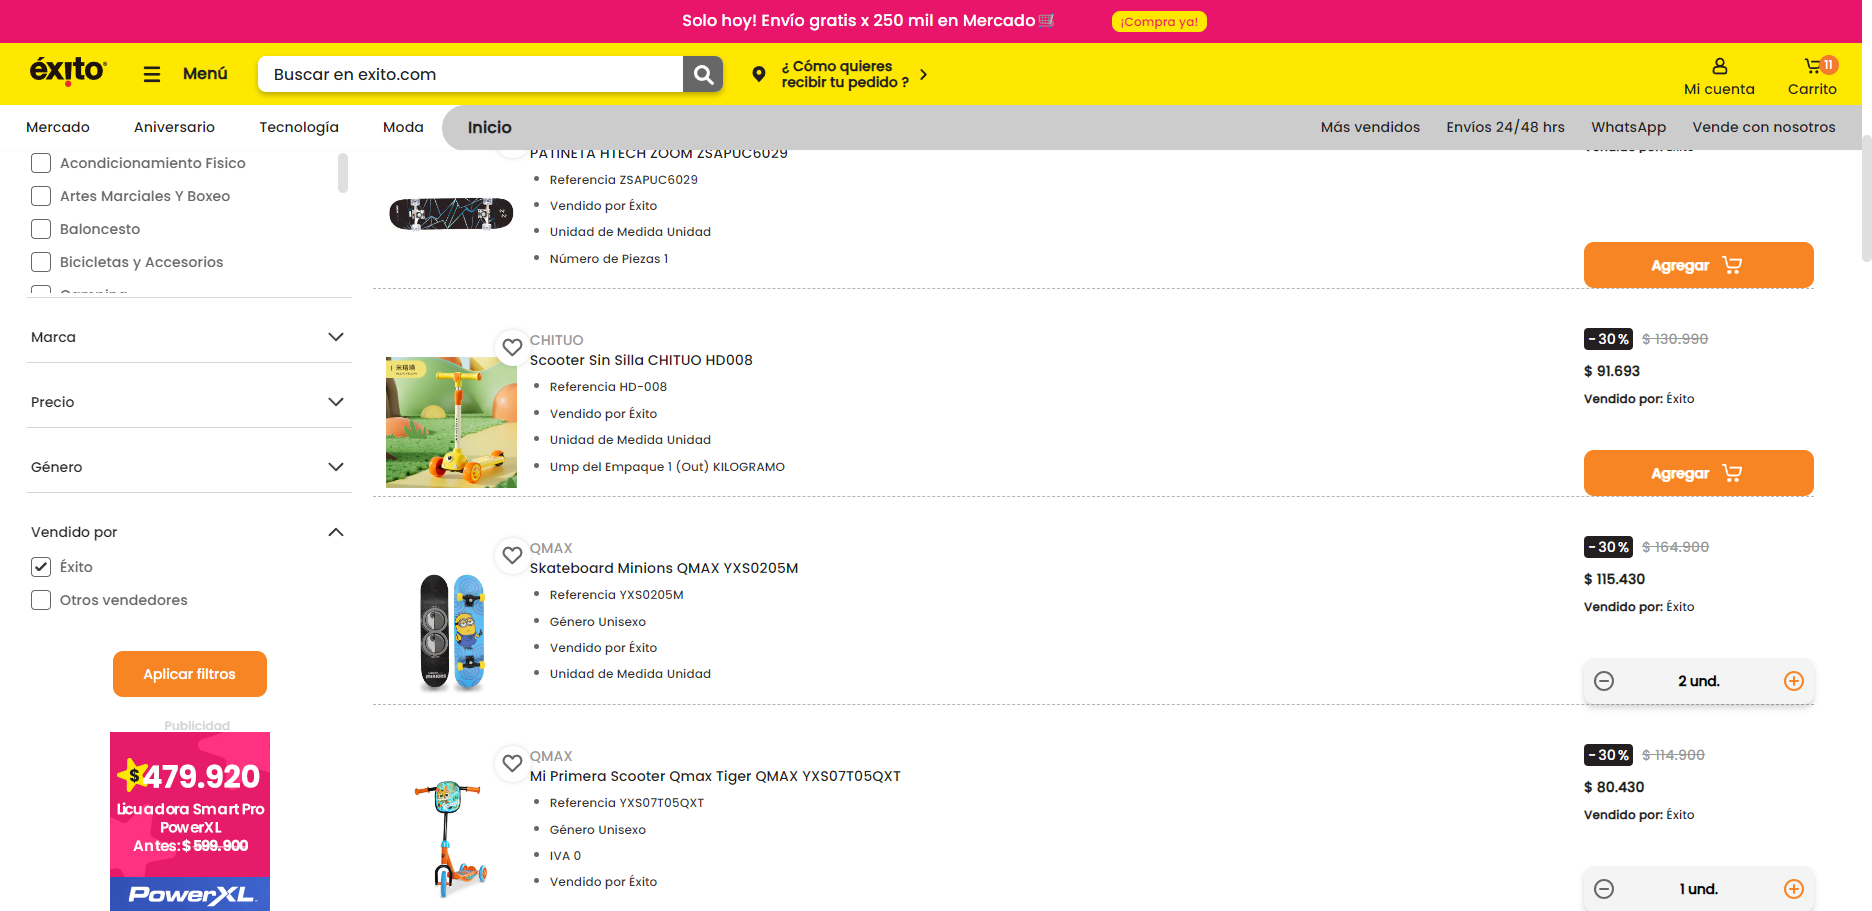 Solo hoy! Envío gratis x 250 mil en Mercado
¡Compra ya!
éxito
Menú
Buscar en exito.com
¿ Cómo quieres
recibir tu pedido ?
Mi cuenta
11
Carrito
Mercado
Aniversario
Tecnología
Moda
Inicio
Más vendidos
Envíos 24/48 hrs
WhatsApp
Vende con nosotros
Acondicionamiento Fisico
Artes Marciales Y Boxeo
Baloncesto
Bicicletas y Accesorios
Camping
Marca
Precio
Género
Vendido por
Éxito
Otros vendedores
Aplicar filtros
Publicidad
$479.920
Licuadora Smart Pro
PowerXL
Antes: $ 599.900
PowerXL
PATINETA HTECH ZOOM ZSAPUC6029
Referencia ZSAPUC6029
Vendido por Éxito
Unidad de Medida Unidad
Número de Piezas 1
Vendido por: Éxito
Agregar
CHITUO
Scooter Sin Silla CHITUO HD008
Referencia HD-008
Vendido por Éxito
Unidad de Medida Unidad
Ump del Empaque 1 (Out) KILOGRAMO
-30%
$ 130.990
$ 91.693
Vendido por: Éxito
Agregar
QMAX
Skateboard Minions QMAX YXS0205M
Referencia YXS0205M
Género Unisexo
Vendido por Éxito
Unidad de Medida Unidad
MINIONS
-30%
$ 164.900
$ 115.430
Vendido por: Éxito
2 und.
QMAX
Mi Primera Scooter Qmax Tiger QMAX YXS07T05QXT
Referencia YXS07T05QXT
Género Unisexo
IVA 0
Vendido por Éxito
-30%
$ 114.900
$ 80.430
Vendido por: Éxito
1 und.